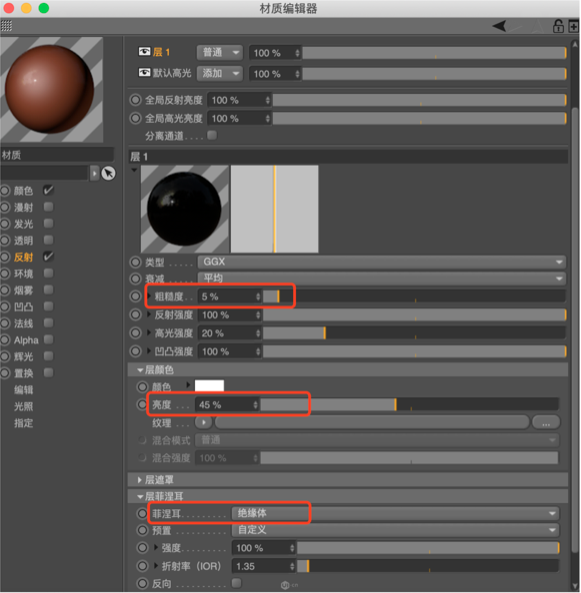 材质编辑器
层 1 普通 100 %
默认高光 添加 100 %
全局反射亮度 100 %
全局高光亮度 100 %
分离通道 . . . .
材质
层 1
颜色
漫射
发光
透明
反射
环境
烟雾
凹凸
法线
Alpha
辉光
置换
编辑
光照
指定
类型 . . . . . GGX
衰减 . . . . . 平均
粗糙度 . . 5 %
反射强度 100 %
高光强度 20 %
凹凸强度 100 %
层颜色
颜色
亮度 . . . 45 %
纹理 . . . ...
混合模式 普通
混合强度 100 %
层遮罩
层菲涅耳
菲涅耳 . . . . . . . . . 绝缘体
预置 . . . . . . . . . . . 自定义
强度 . . . . . . . . 100 %
折射率（IOR） 1.35
反向 . . . . . . . . . . .